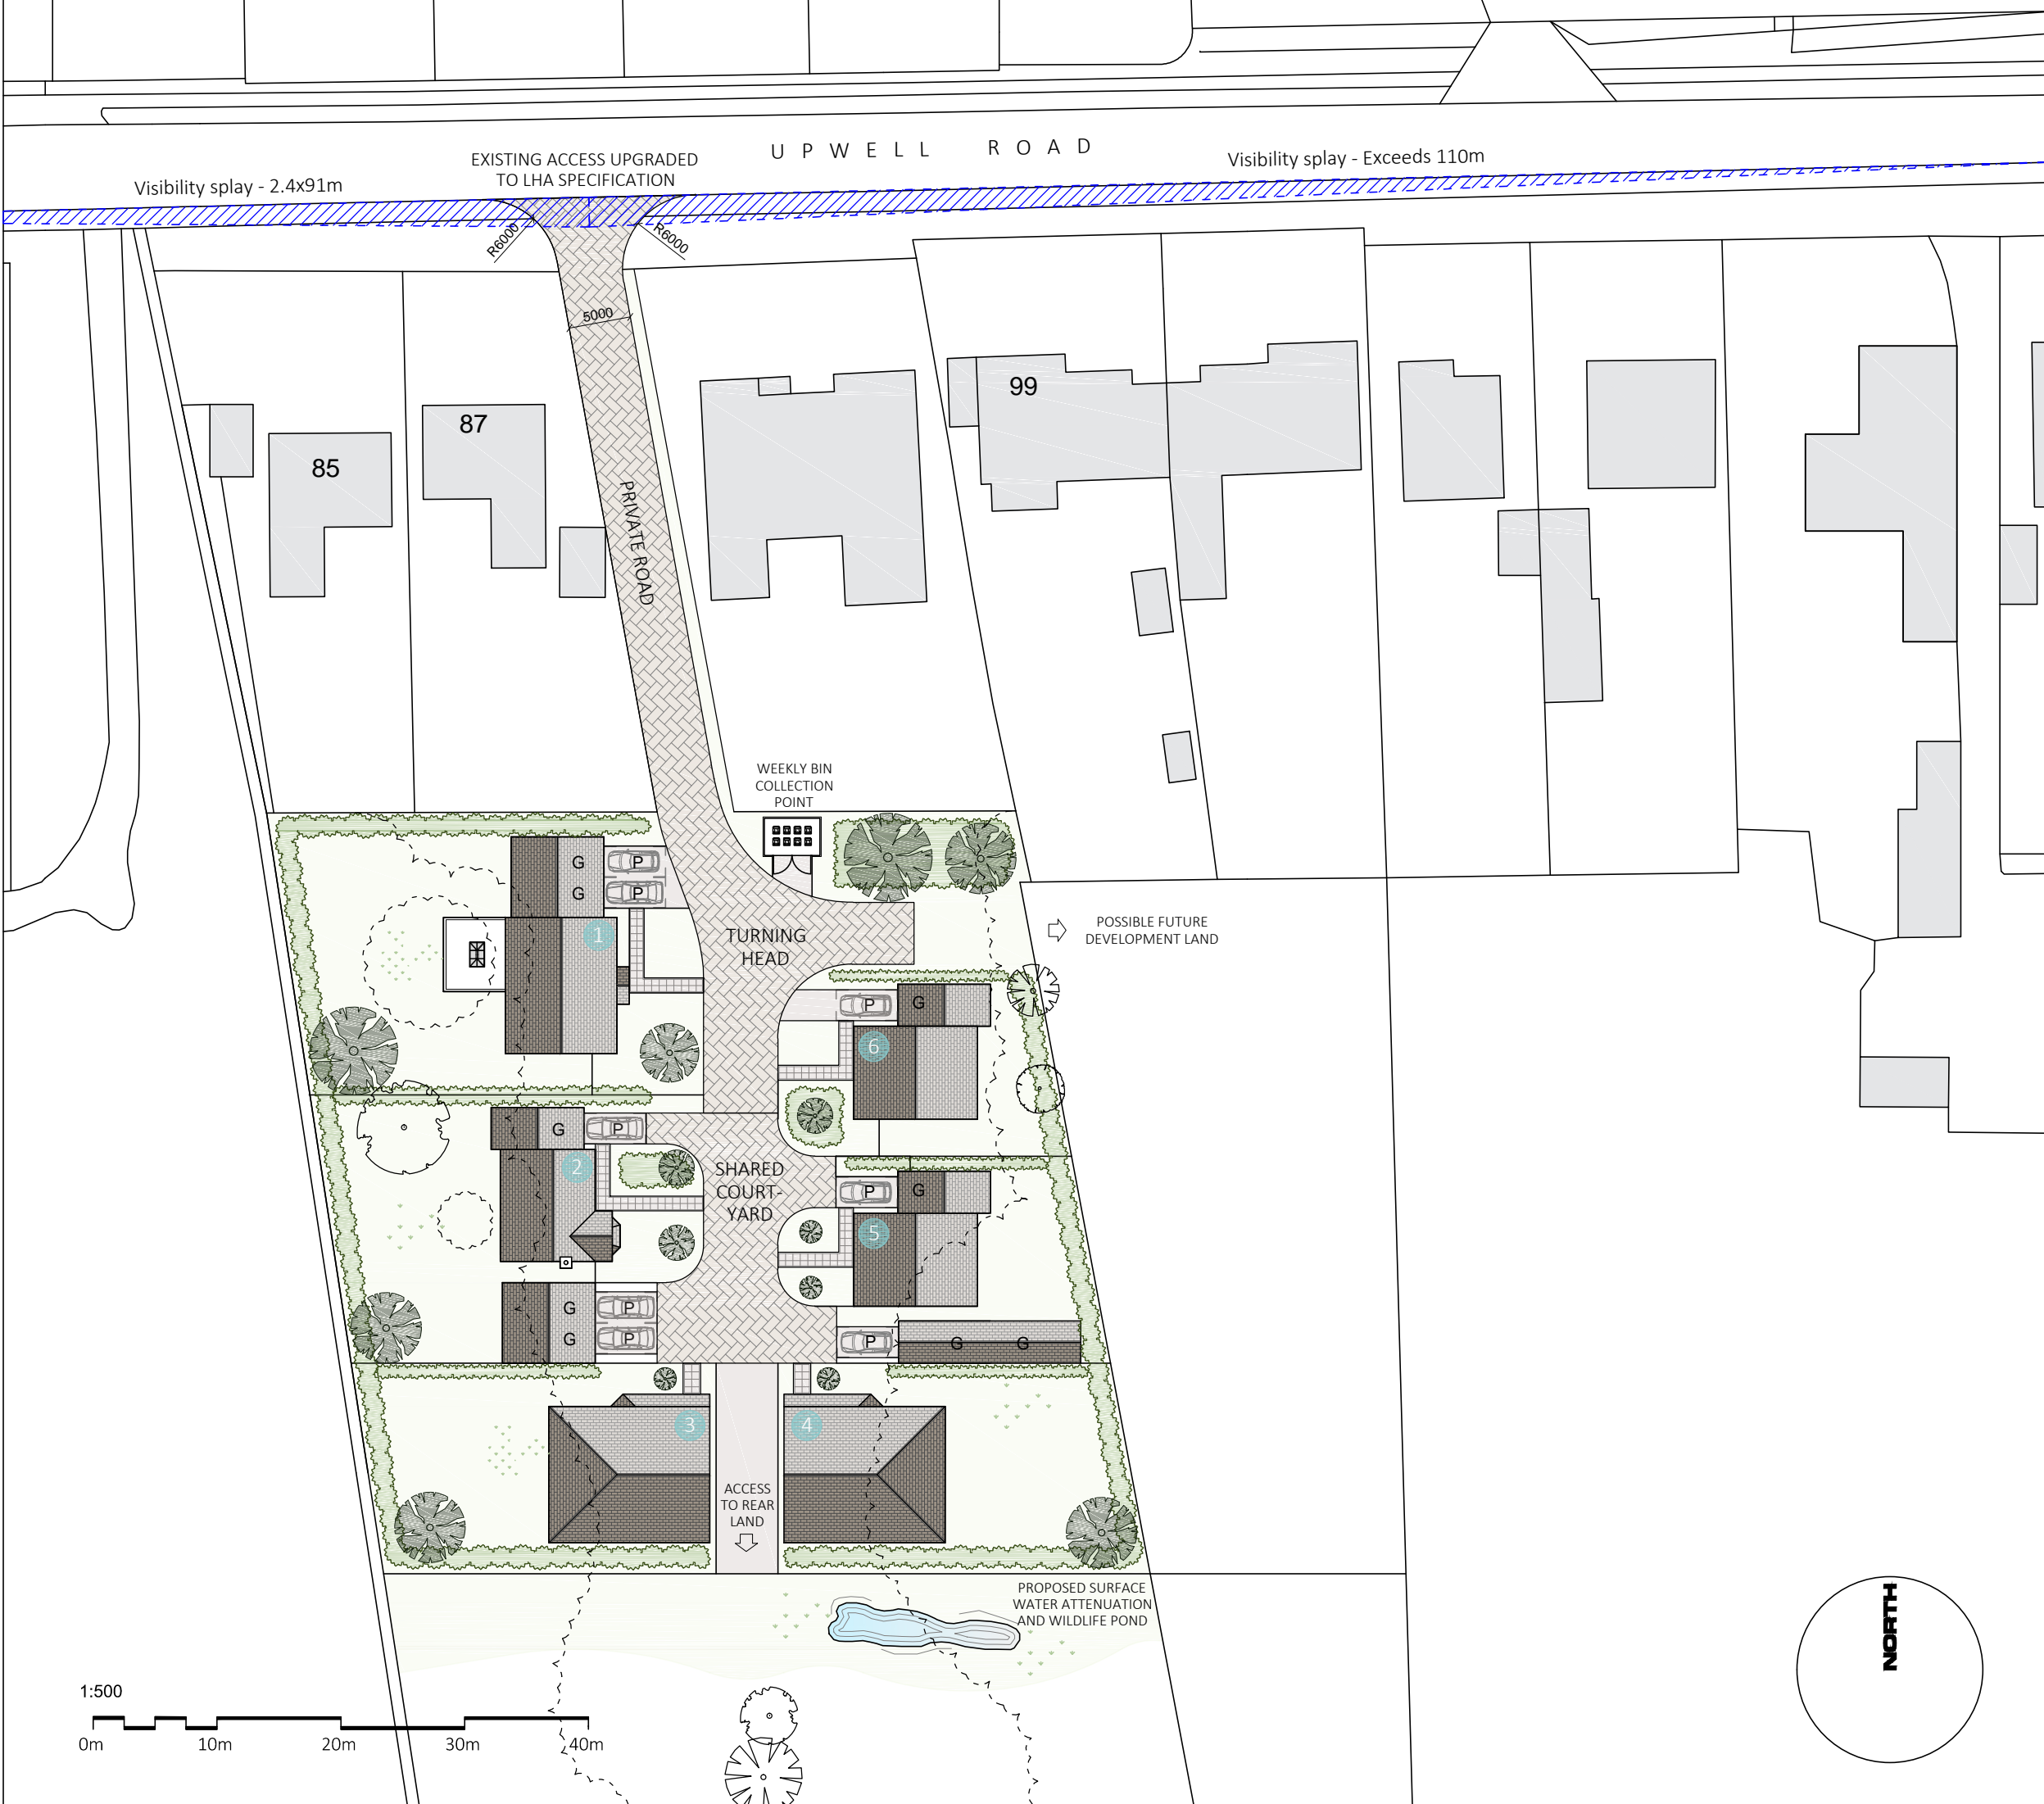 UPWELL ROAD
EXISTING ACCESS UPGRADED
TO LHA SPECIFICATION
Visibility splay - Exceeds 110m
Visibility splay - 2.4x91m
R6000
R6000
5000
99
87
85
PRIVATE ROAD
WEEKLY BIN
COLLECTION
POINT
G
P
G
P
1
TURNING
HEAD
POSSIBLE FUTURE
DEVELOPMENT LAND
P
G
6
G
P
2
SHARED
COURT-
YARD
P
G
5
G
P
G
P
P
G
G
3
4
ACCESS
TO REAR
LAND
PROPOSED SURFACE
WATER ATTENUATION
AND WILDLIFE POND
NORTH
1:500
0m
10m
20m
30m
40m